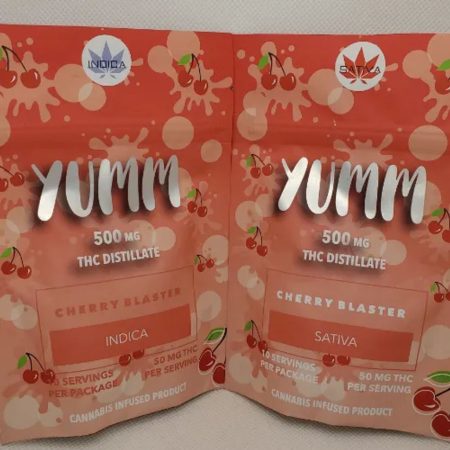 INDICA
YUMM
500 MG
THC DISTILLATE
CHERRY BLASTER
INDICA
10 SERVINGS
PER PACKAGE
50 MG THC
PER SERVING
CANNABIS INFUSED PRODUCT
SATIVA
YUMM
500 MG
THC DISTILLATE
CHERRY BLASTER
SATIVA
10 SERVINGS
PER PACKAGE
50 MG THC
PER SERVING
CANNABIS INFUSED PRODUCT